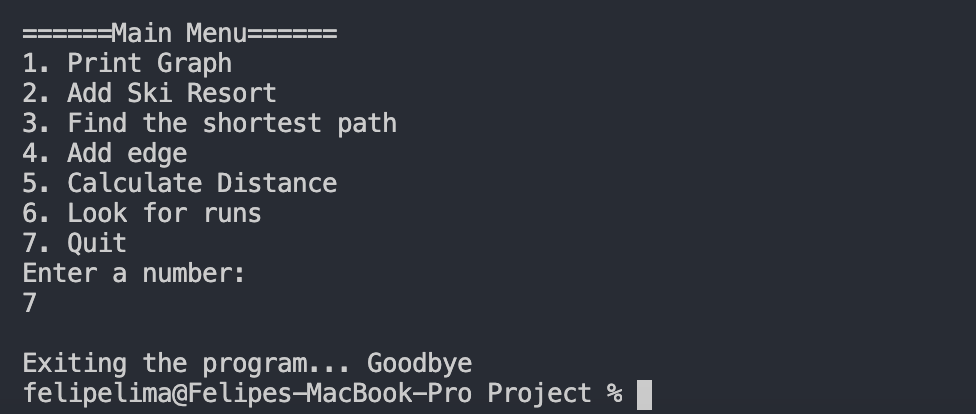 ======Main Menu======
1. Print Graph
2. Add Ski Resort
3. Find the shortest path
4. Add edge
5. Calculate Distance
6. Look for runs
7. Quit
Enter a number:
7
Exiting the program... Goodbye
felipelima@Felipes-MacBook-Pro Project %